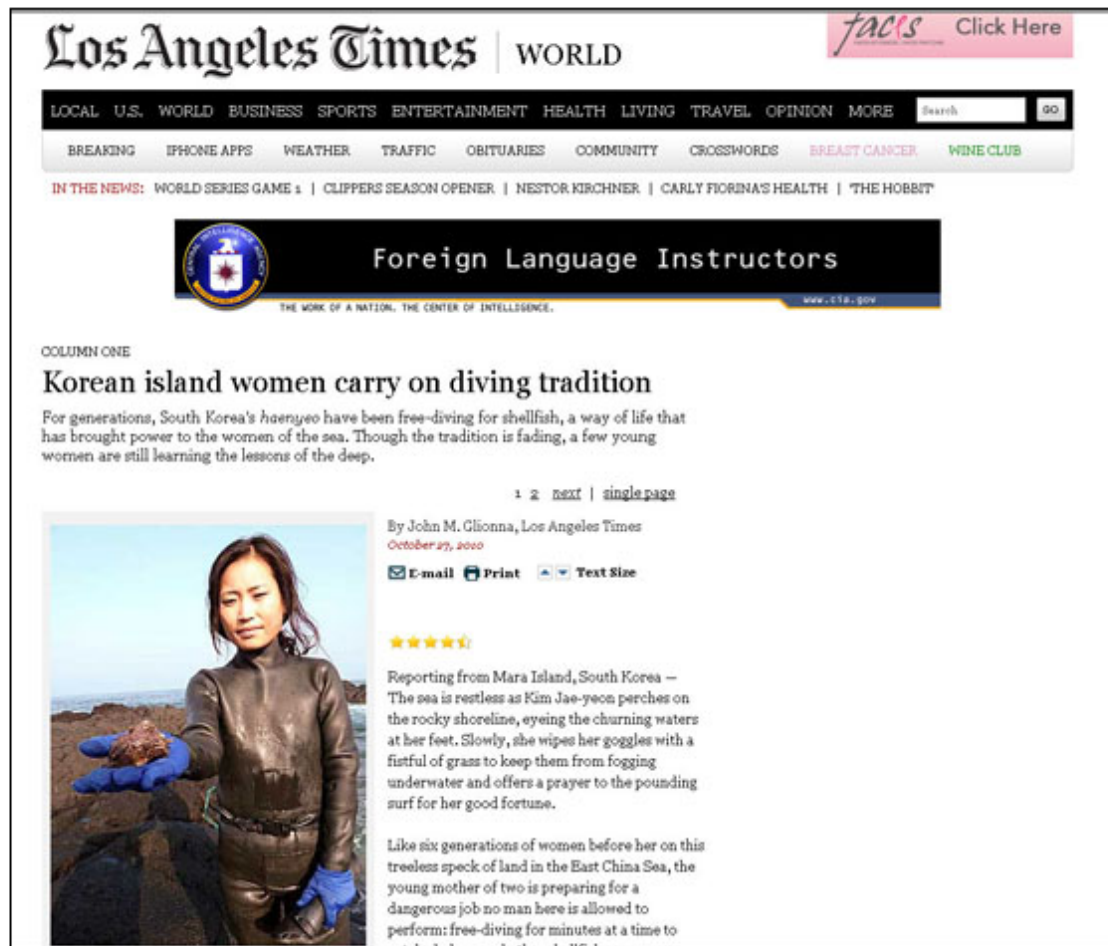 facts Click Here
Los Angeles Times | WORLD
LOCAL U.S. WORLD BUSINESS SPORTS ENTERTAINMENT HEALTH LIVING TRAVEL OPINION MORE Search GO
BREAKING IPHONE APPS WEATHER TRAFFIC OBITUARIES COMMUNITY CROSSWORDS BREAST CANCER WINE CLUB
IN THE NEWS: WORLD SERIES GAME 1 | CLIPPERS SEASON OPENER | NESTOR KIRCHNER | CARLY FIORINA'S HEALTH | 'THE HOBBIT'
CENTRAL INTELLIGENCE AGENCY
Foreign Language Instructors
www.cia.gov
THE WORK OF A NATION. THE CENTER OF INTELLIGENCE.
COLUMN ONE
Korean island women carry on diving tradition
For generations, South Korea's haenyeo have been free-diving for shellfish, a way of life that
has brought power to the women of the sea. Though the tradition is fading, a few young
women are still learning the lessons of the deep.
1 2 next | single page
By John M. Glionna, Los Angeles Times
October 27, 2010
E-mail Print Text Size
Reporting from Mara Island, South Korea —
The sea is restless as Kim Jae-yeon perches on
the rocky shoreline, eyeing the churning waters
at her feet. Slowly, she wipes her goggles with a
fistful of grass to keep them from fogging
underwater and offers a prayer to the pounding
surf for her good fortune.
Like six generations of women before her on this
treeless speck of land in the East China Sea, the
young mother of two is preparing for a
dangerous job no man here is allowed to
perform: free-diving for minutes at a time to